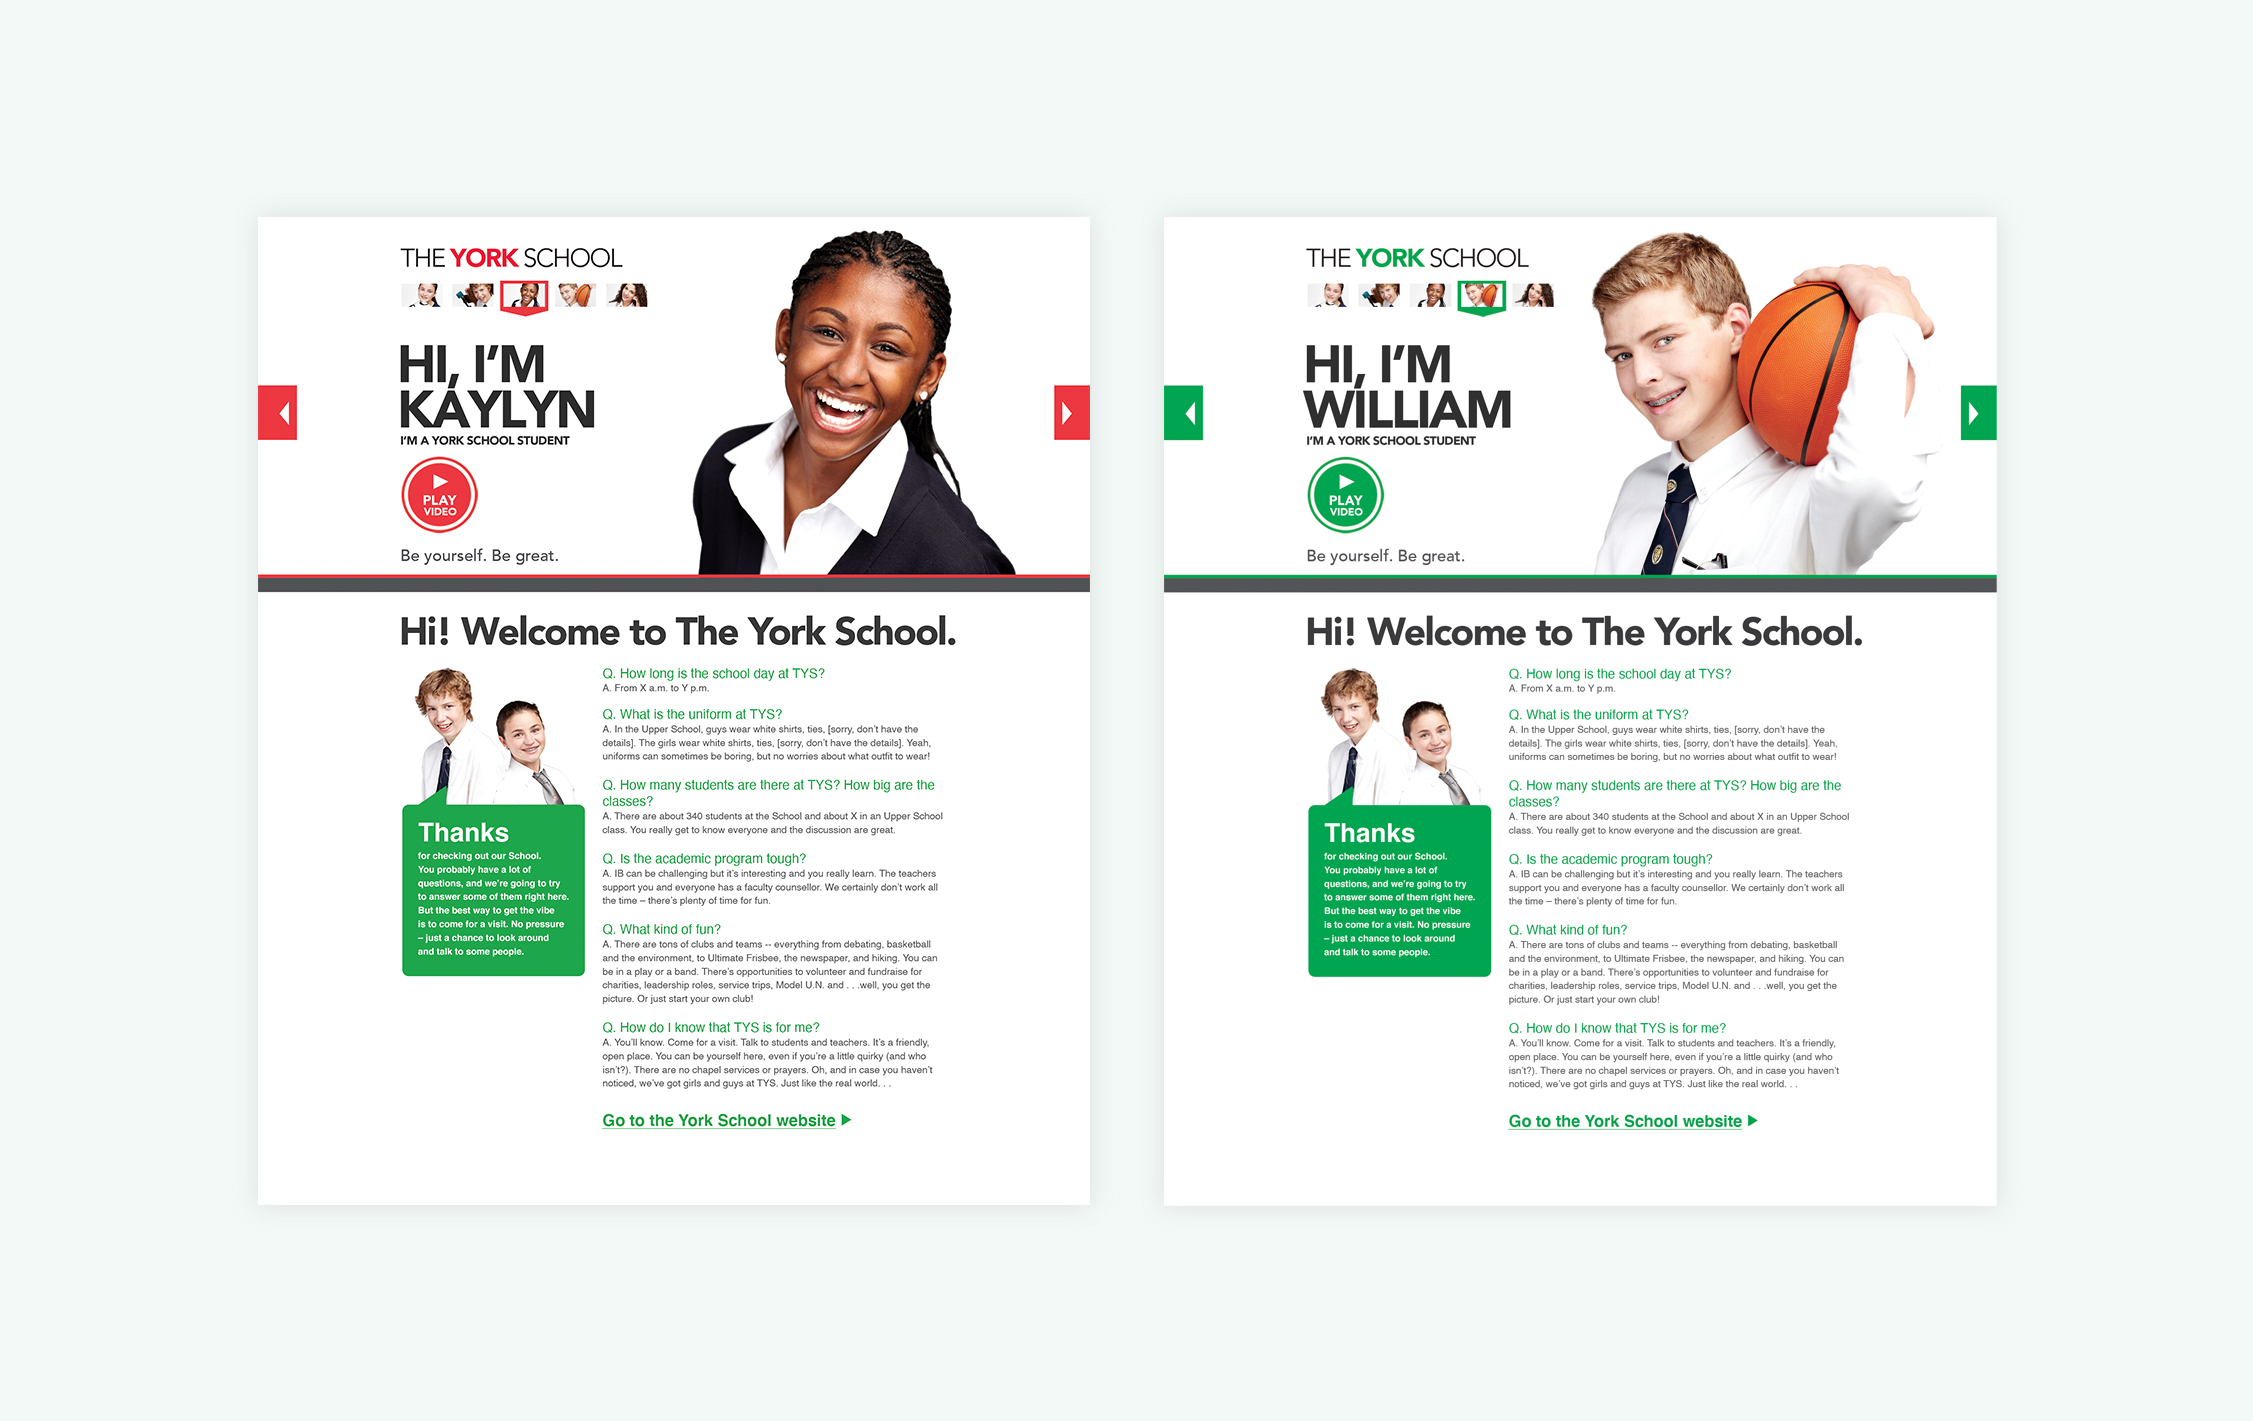 THE YORK SCHOOL
HI, I’M
KAYLYN
I’M A YORK SCHOOL STUDENT
PLAY
VIDEO
Be yourself. Be great.
Hi! Welcome to The York School.
Thanks
for checking out our School.
You probably have a lot of
questions, and we’re going to try
to answer some of them right here.
But the best way to get the vibe
is to come for a visit. No pressure
– just a chance to look around
and talk to some people.
Q. How long is the school day at TYS?
A. From X a.m. to Y p.m.
Q. What is the uniform at TYS?
A. In the Upper School, guys wear white shirts, ties, [sorry, don’t have the
details]. The girls wear white shirts, ties, [sorry, don’t have the details]. Yeah,
uniforms can sometimes be boring, but no worries about what outfit to wear!
Q. How many students are there at TYS? How big are the
classes?
A. There are about 340 students at the School and about X in an Upper School
class. You really get to know everyone and the discussion are great.
Q. Is the academic program tough?
A. IB can be challenging but it’s interesting and you really learn. The teachers
support you and everyone has a faculty counsellor. We certainly don’t work all
the time – there’s plenty of time for fun.
Q. What kind of fun?
A. There are tons of clubs and teams -- everything from debating, basketball
and the environment, to Ultimate Frisbee, the newspaper, and hiking. You can
be in a play or a band. There’s opportunities to volunteer and fundraise for
charities, leadership roles, service trips, Model U.N. and . . .well, you get the
picture. Or just start your own club!
Q. How do I know that TYS is for me?
A. You’ll know. Come for a visit. Talk to students and teachers. It’s a friendly,
open place. You can be yourself here, even if you’re a little quirky (and who
isn’t?). There are no chapel services or prayers. Oh, and in case you haven’t
noticed, we’ve got girls and guys at TYS. Just like the real world. . .
Go to the York School website
THE YORK SCHOOL
HI, I’M
WILLIAM
I’M A YORK SCHOOL STUDENT
PLAY
VIDEO
Be yourself. Be great.
Hi! Welcome to The York School.
Thanks
for checking out our School.
You probably have a lot of
questions, and we’re going to try
to answer some of them right here.
But the best way to get the vibe
is to come for a visit. No pressure
– just a chance to look around
and talk to some people.
Q. How long is the school day at TYS?
A. From X a.m. to Y p.m.
Q. What is the uniform at TYS?
A. In the Upper School, guys wear white shirts, ties, [sorry, don’t have the
details]. The girls wear white shirts, ties, [sorry, don’t have the details]. Yeah,
uniforms can sometimes be boring, but no worries about what outfit to wear!
Q. How many students are there at TYS? How big are the
classes?
A. There are about 340 students at the School and about X in an Upper School
class. You really get to know everyone and the discussion are great.
Q. Is the academic program tough?
A. IB can be challenging but it’s interesting and you really learn. The teachers
support you and everyone has a faculty counsellor. We certainly don’t work all
the time – there’s plenty of time for fun.
Q. What kind of fun?
A. There are tons of clubs and teams -- everything from debating, basketball
and the environment, to Ultimate Frisbee, the newspaper, and hiking. You can
be in a play or a band. There’s opportunities to volunteer and fundraise for
charities, leadership roles, service trips, Model U.N. and . . .well, you get the
picture. Or just start your own club!
Q. How do I know that TYS is for me?
A. You’ll know. Come for a visit. Talk to students and teachers. It’s a friendly,
open place. You can be yourself here, even if you’re a little quirky (and who
isn’t?). There are no chapel services or prayers. Oh, and in case you haven’t
noticed, we’ve got girls and guys at TYS. Just like the real world. . .
Go to the York School website